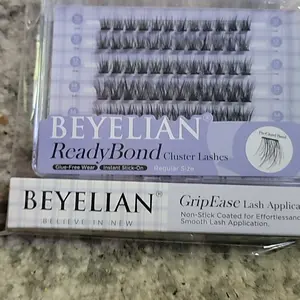 BEYELIAN®
ReadyBond Cluster Lashes
Glue-Free Wear Instant Stick-On Regular Size
BEYELIAN®
BELIEVE IN NEW
GripEase Lash Applica
Non-Stick Coated for Effortless
Smooth Lash Application.